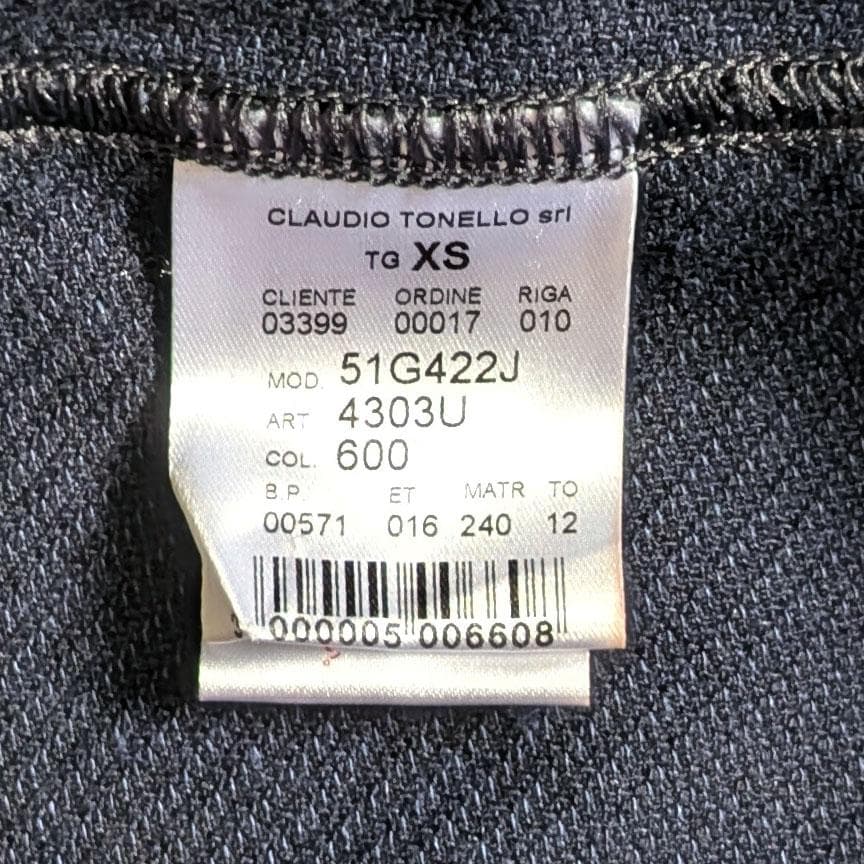 CLAUDIO TONELLO srl
TG XS
CLIENTE ORDINE RIGA
03399 00017 010
MOD. 51G422J
ART 4303U
COL. 600
B.P. ET MATR TO
00571 016 240 12
000005 006608